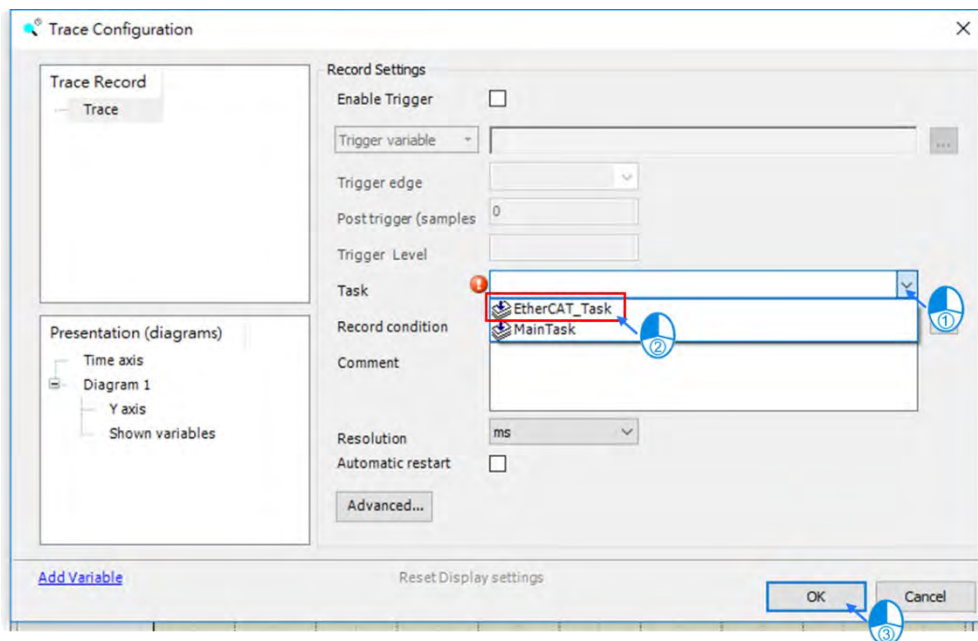 Trace Configuration
Trace Record
Trace
Record Settings
Enable Trigger
Trigger variable
...
Trigger edge
Post trigger (samples
0
Trigger Level
Task
EtherCAT_Task
MainTask
①
②
Record condition
Comment
Resolution
ms
Automatic restart
Advanced...
Presentation (diagrams)
Time axis
Diagram 1
Y axis
Shown variables
Add Variable
Reset Display settings
OK
Cancel
③